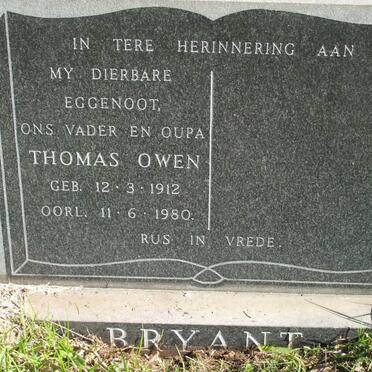 IN TERE HERINNERING AAN
MY DIERBARE
EGGENOOT,
ONS VADER EN OUPA
THOMAS OWEN
GEB. 12·3·1912
OORL. 11·6·1980.
RUS IN VREDE.
BRYANT